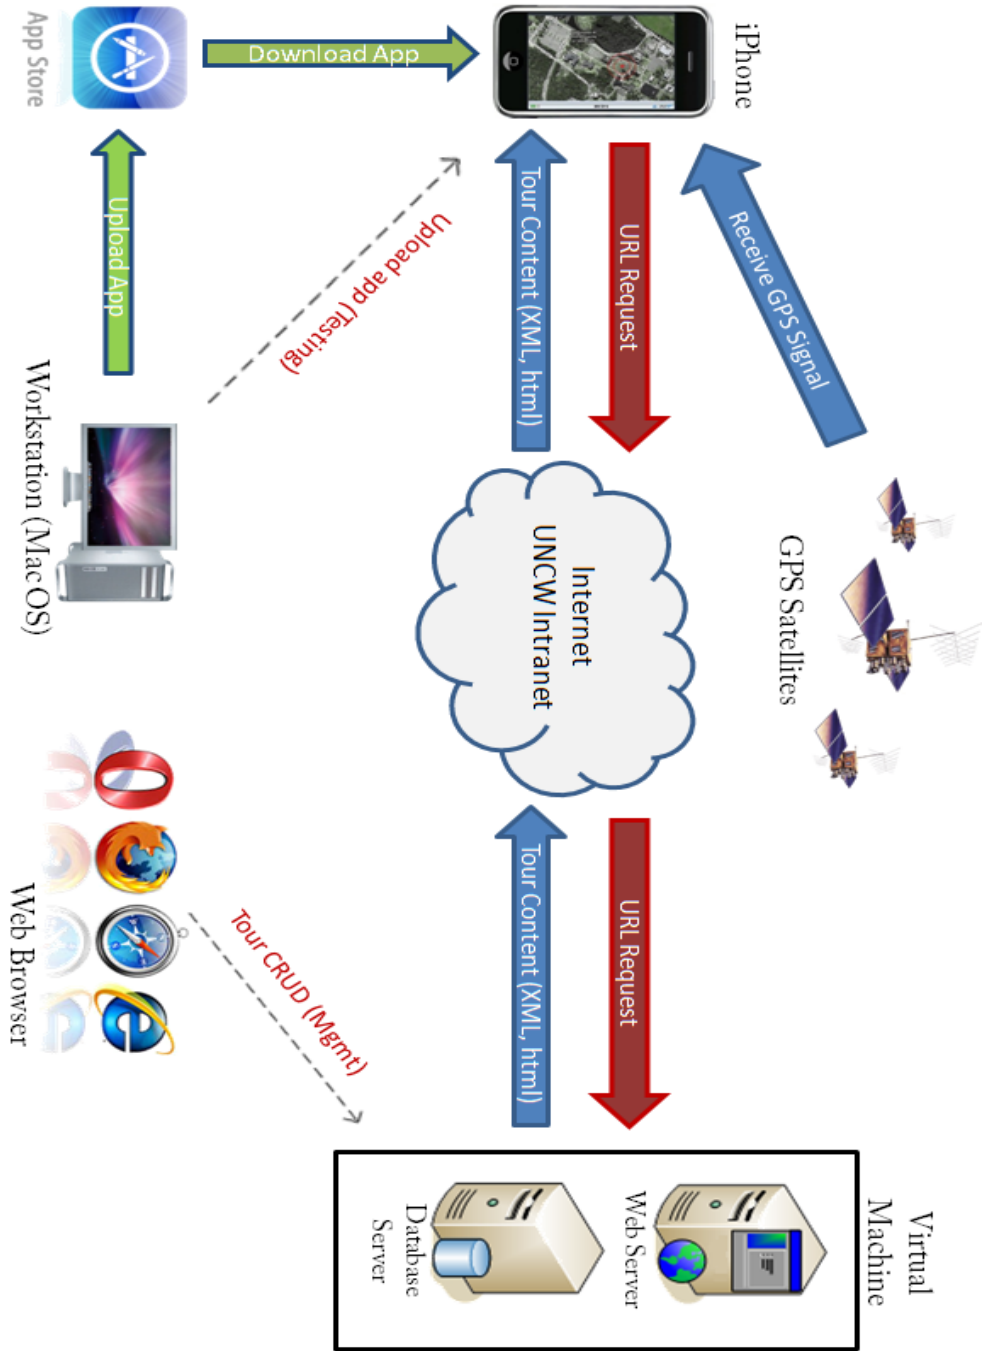 GPS Satellites
Virtual
Machine
iPhone
Receive GPS Signal
URL Request
URL Request
Internet
UNCW Intranet
Web Server
Tour Content (XML, html)
Tour Content (XML, html)
Database
Server
Download App
Upload app (Testing)
Tour CRUD (Mgmt)
Upload App
App Store
Workstation (Mac OS)
Web Browser